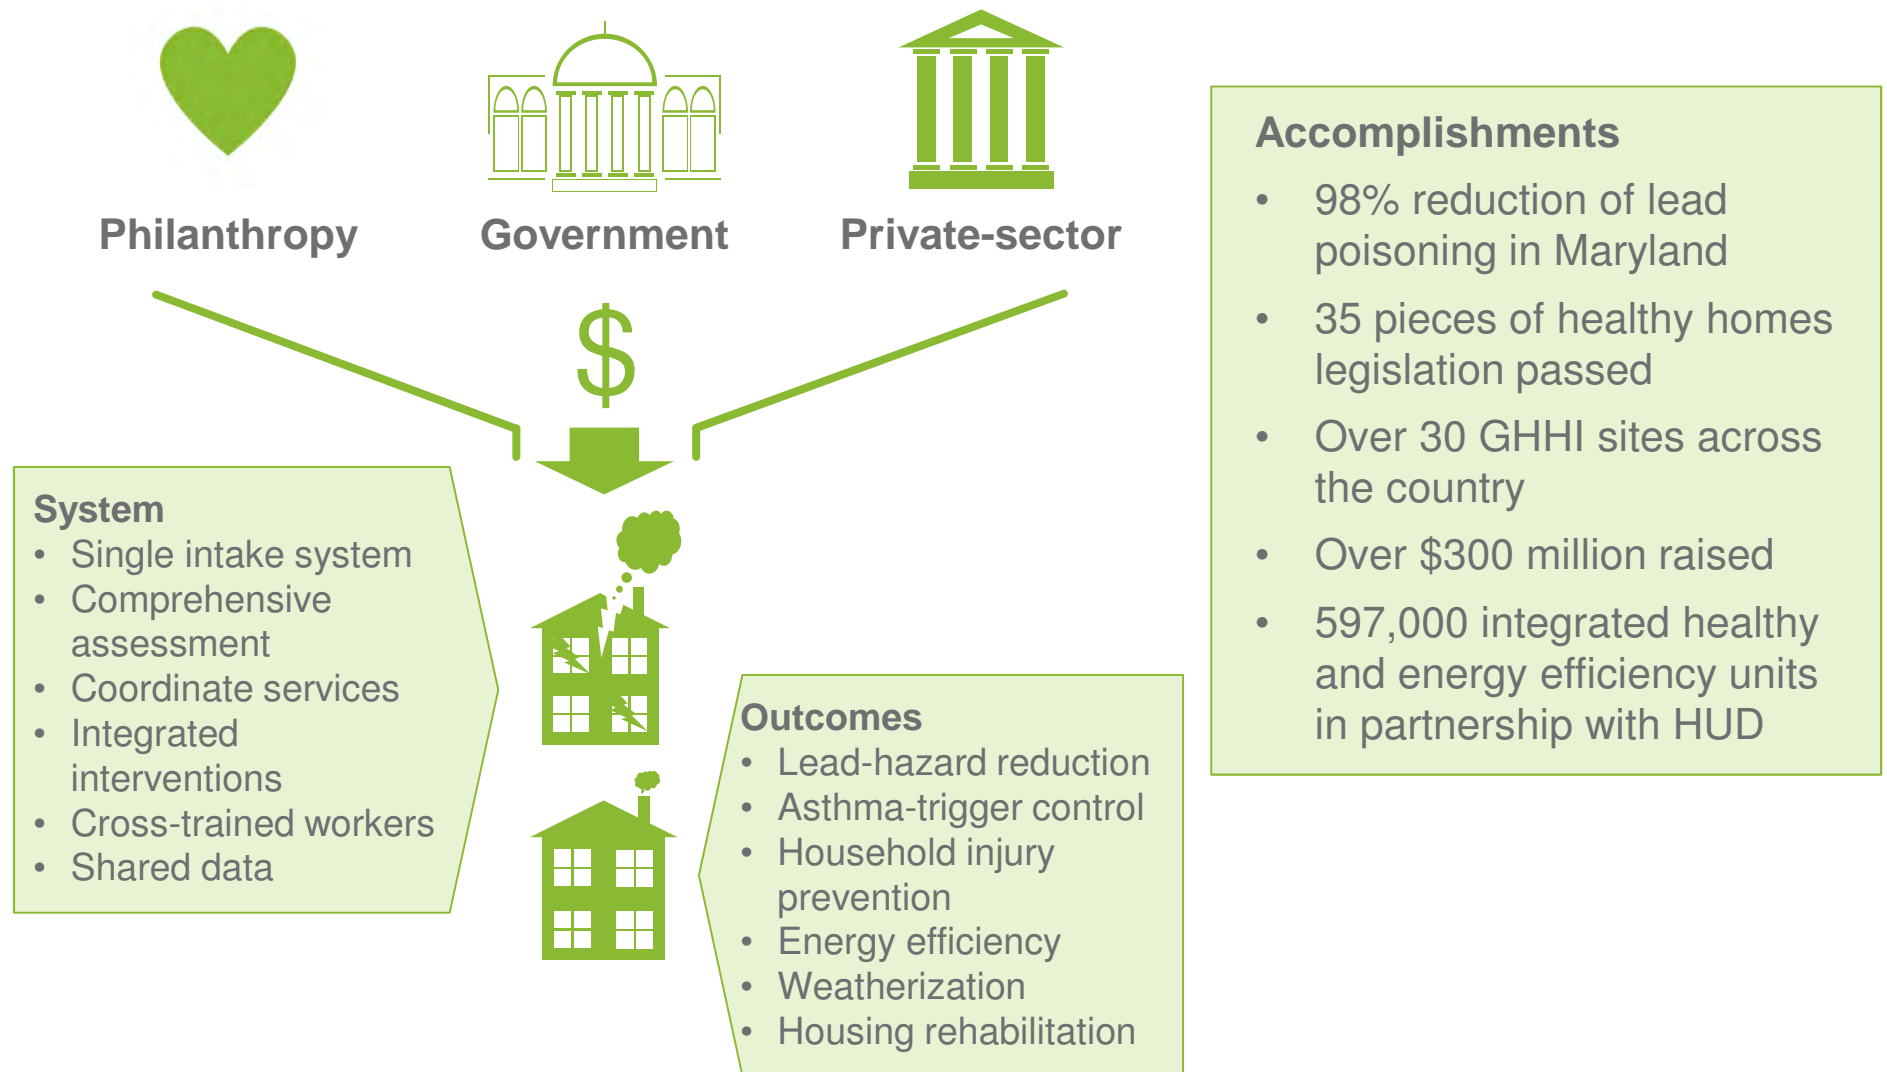 Philanthropy
Government
Private-sector
$
System
• Single intake system
• Comprehensive
assessment
• Coordinate services
• Integrated
interventions
• Cross-trained workers
• Shared data
Outcomes
• Lead-hazard reduction
• Asthma-trigger control
• Household injury
prevention
• Energy efficiency
• Weatherization
• Housing rehabilitation
Accomplishments
• 98% reduction of lead
poisoning in Maryland
• 35 pieces of healthy homes
legislation passed
• Over 30 GHHI sites across
the country
• Over $300 million raised
• 597,000 integrated healthy
and energy efficiency units
in partnership with HUD